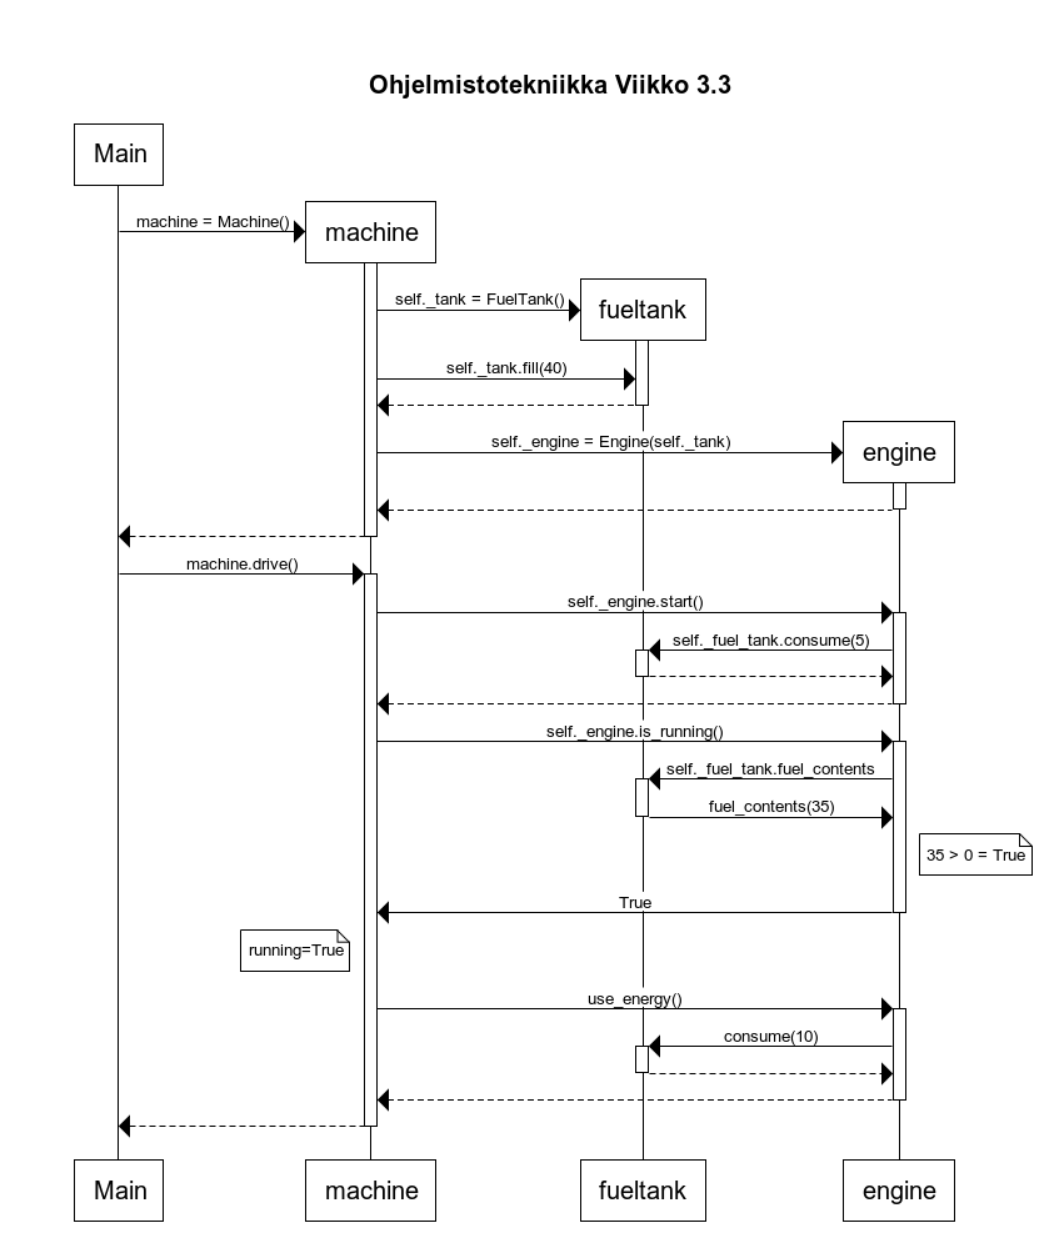 Ohjelmistotekniikka Viikko 3.3
Main
machine = Machine()
machine
self._tank = FuelTank()
fueltank
self._tank.fill(40)
self._engine = Engine(self._tank)
engine
machine.drive()
self._engine.start()
self._fuel_tank.consume(5)
self._engine.is_running()
self._fuel_tank.fuel_contents
fuel_contents(35)
35 > 0 = True
True
running=True
use_energy()
consume(10)
Main
machine
fueltank
engine